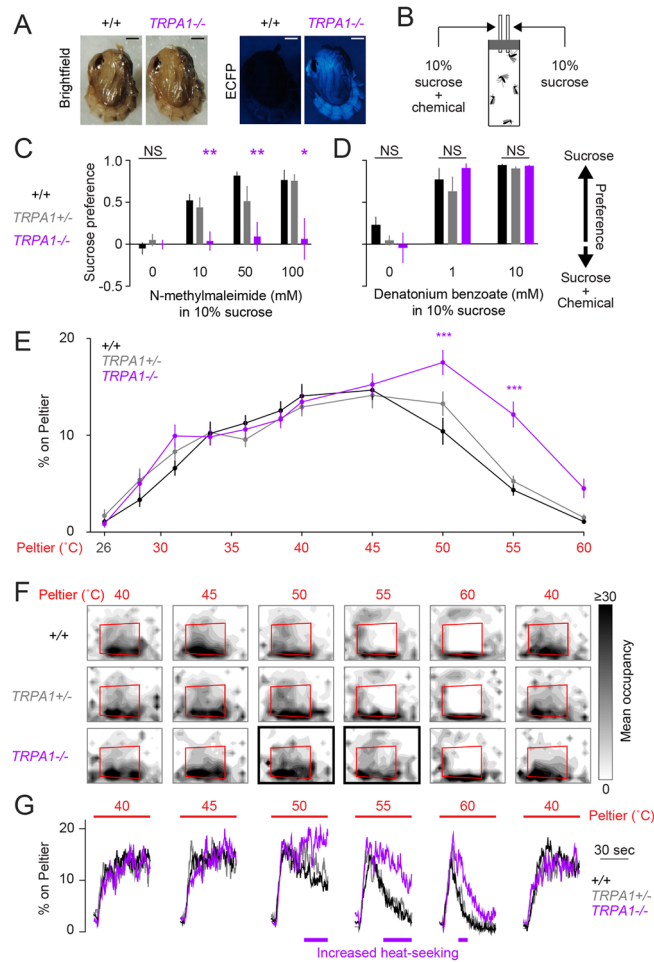 A
+/+
TRPA1-/-
+/+
TRPA1-/-
Brightfield
ECFP
B
10%
sucrose
+
chemical
10%
sucrose
C
+/+
TRPA1+/-
TRPA1-/-
Sucrose preference
1.0
0.5
0
-0.5
NS
**
**
*
0
10
50
100
N-methylmaleimide (mM)
in 10% sucrose
D
NS
NS
NS
0
1
10
Denatonium benzoate (mM)
in 10% sucrose
Sucrose
Preference
Sucrose
+
Chemical
E
+/+
TRPA1+/-
TRPA1-/-
% on Peltier
20
10
0
***
***
Peltier (˚C)
26
30
35
40
45
50
55
60
F
Peltier (˚C)
40
45
50
55
60
40
+/+
TRPA1+/-
TRPA1-/-
≥30
Mean occupancy
0
G
40
45
50
55
60
40
Peltier (˚C)
% on Peltier
20
10
0
30 sec
+/+
TRPA1+/-
TRPA1-/-
Increased heat-seeking